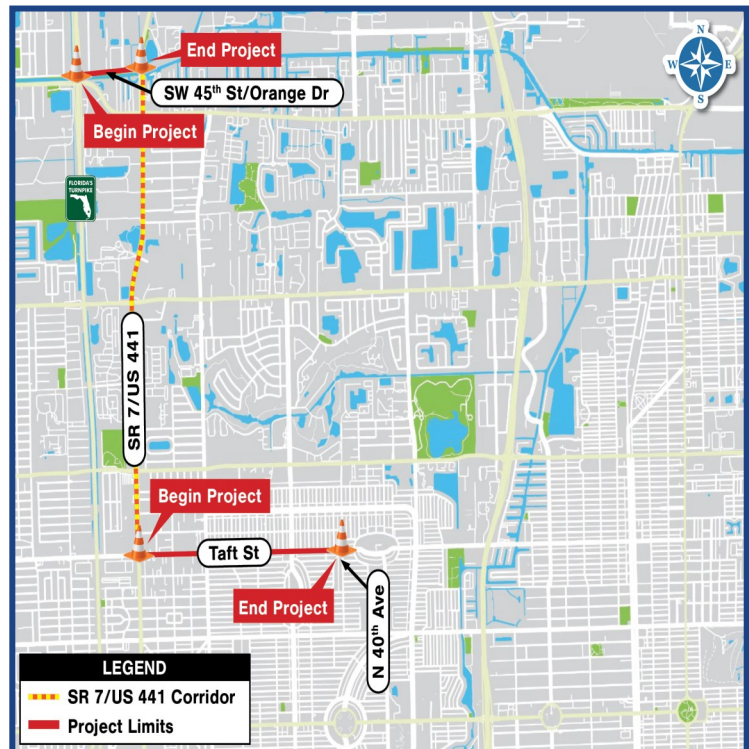 End Project
N
W
E
S
SW 45th St/Orange Dr
Begin Project
FLORIDA'S
TURNPIKE
SR 7/US 441
Begin Project
Taft St
End Project
N 40th Ave
LEGEND
SR 7/US 441 Corridor
Project Limits